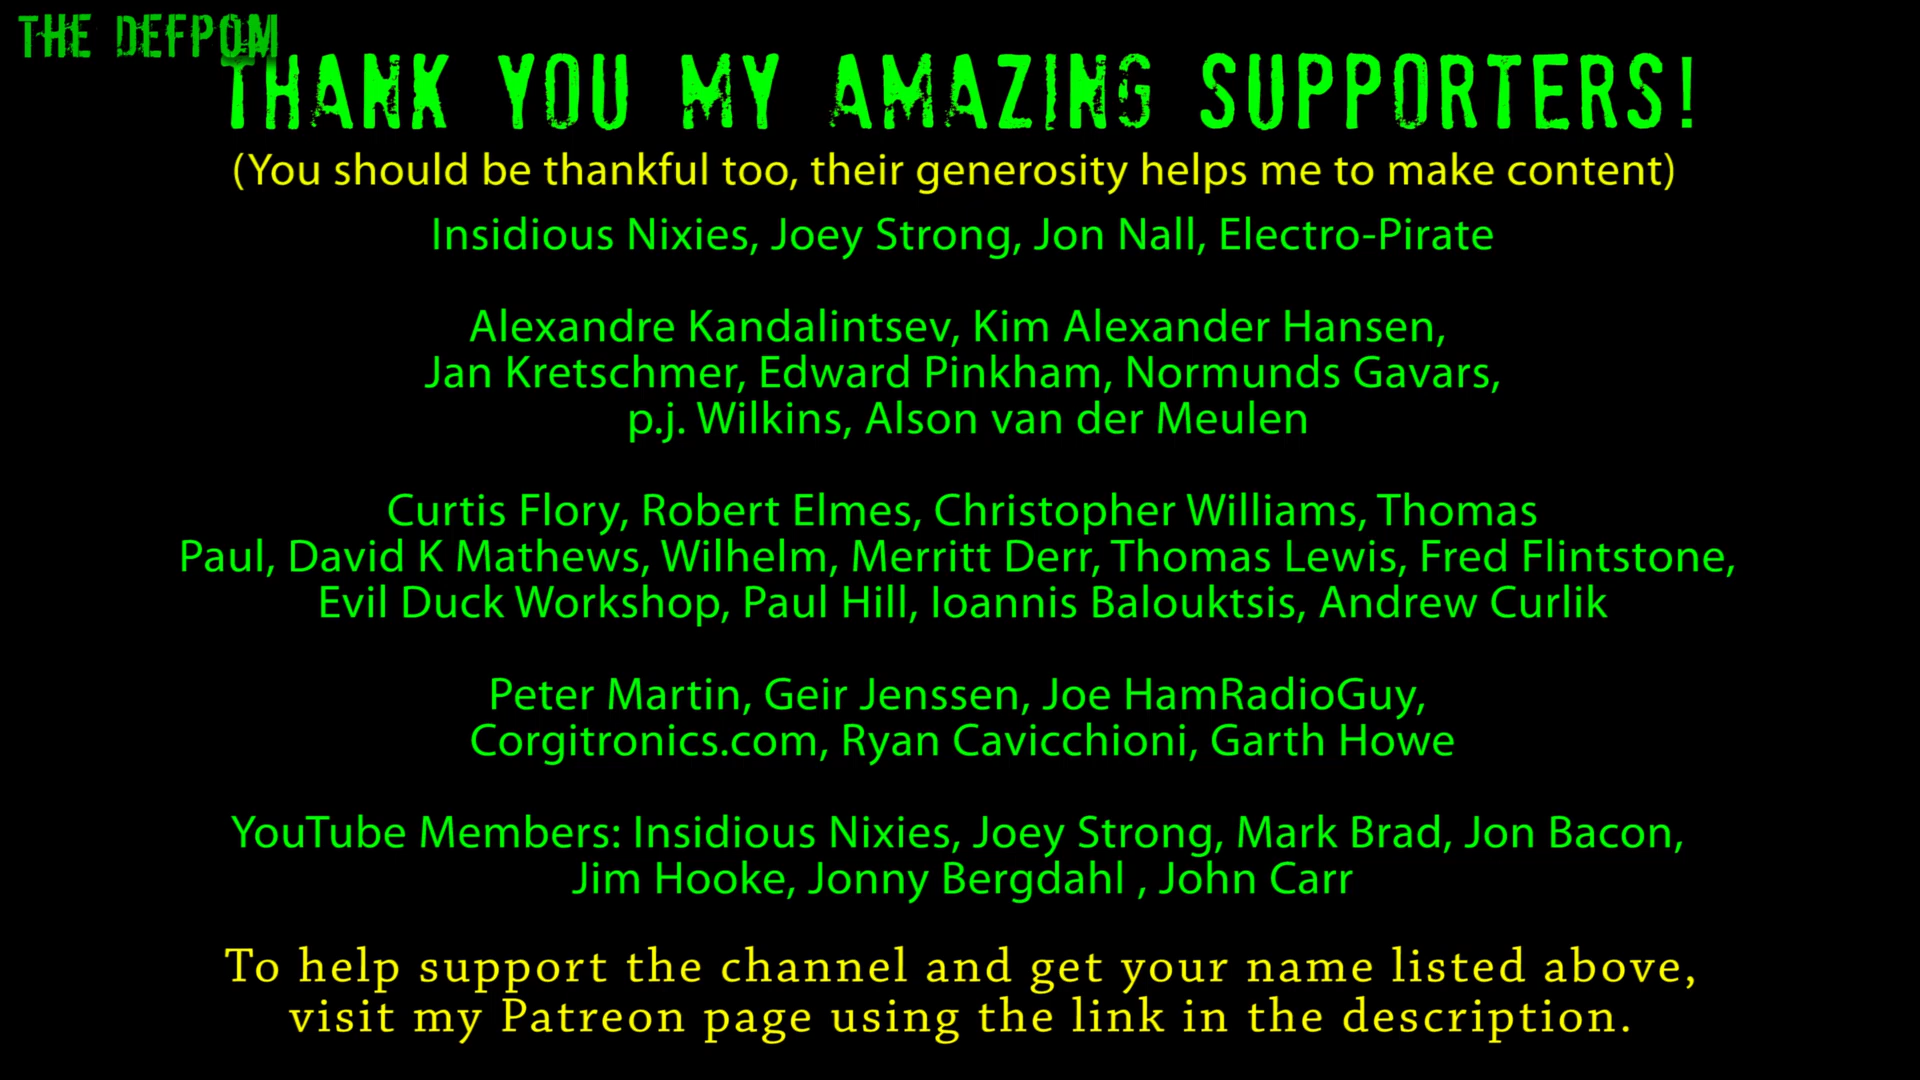 THE DEFPOM
THANK YOU MY AMAZING SUPPORTERS!
(You should be thankful too, their generosity helps me to make content)
Insidious Nixies, Joey Strong, Jon Nall, Electro-Pirate
Alexandre Kandalintsev, Kim Alexander Hansen,
Jan Kretschmer, Edward Pinkham, Normunds Gavars,
p.j. Wilkins, Alson van der Meulen
Curtis Flory, Robert Elmes, Christopher Williams, Thomas
Paul, David K Mathews, Wilhelm, Merritt Derr, Thomas Lewis, Fred Flintstone,
Evil Duck Workshop, Paul Hill, Ioannis Balouktsis, Andrew Curlik
Peter Martin, Geir Jenssen, Joe HamRadioGuy,
Corgitronics.com, Ryan Cavicchioni, Garth Howe
YouTube Members: Insidious Nixies, Joey Strong, Mark Brad, Jon Bacon,
Jim Hooke, Jonny Bergdahl , John Carr
To help support the channel and get your name listed above,
visit my Patreon page using the link in the description.